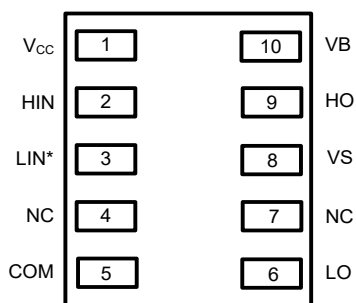 VCC 1 10 VB
HIN 2 9 HO
LIN* 3 8 VS
NC 4 7 NC
COM 5 6 LO